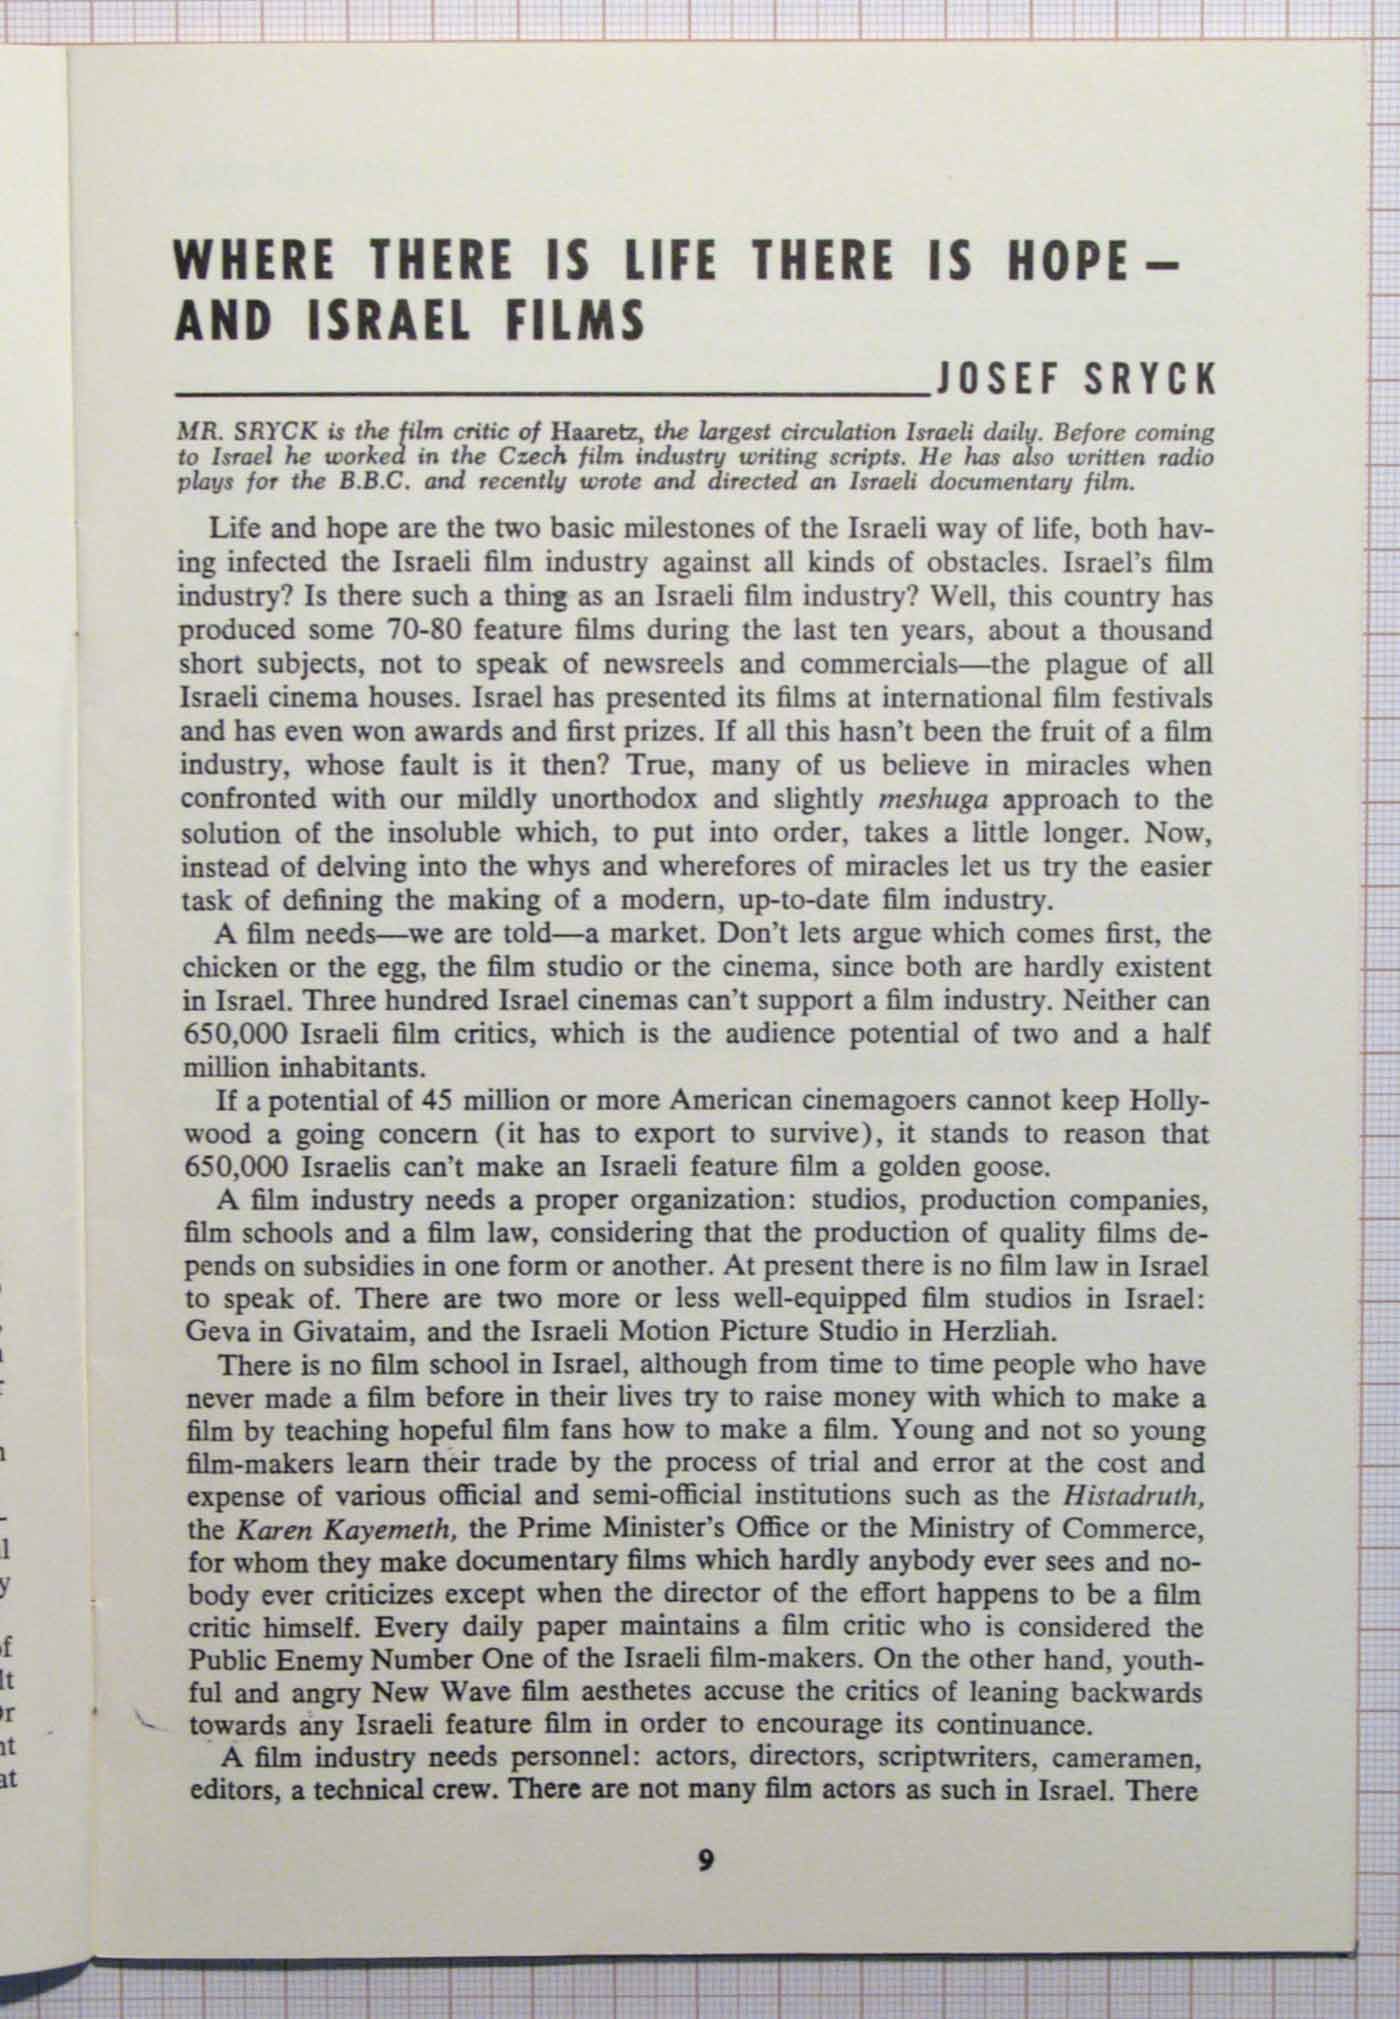 WHERE THERE IS LIFE THERE IS HOPE —
AND ISRAEL FILMS
JOSEF SRYCK
MR. SRYCK is the film critic of Haaretz, the largest circulation Israeli daily. Before coming
to Israel he worked in the Czech film industry writing scripts. He has also written radio
plays for the B.B.C. and recently wrote and directed an Israeli documentary film.
Life and hope are the two basic milestones of the Israeli way of life, both hav-
ing infected the Israeli film industry against all kinds of obstacles. Israel's film
industry? Is there such a thing as an Israeli film industry? Well, this country has
produced some 70-80 feature films during the last ten years, about a thousand
short subjects, not to speak of newsreels and commercials—the plague of all
Israeli cinema houses. Israel has presented its films at international film festivals
and has even won awards and first prizes. If all this hasn't been the fruit of a film
industry, whose fault is it then? True, many of us believe in miracles when
confronted with our mildly unorthodox and slightly meshuga approach to the
solution of the insoluble which, to put into order, takes a little longer. Now,
instead of delving into the whys and wherefores of miracles let us try the easier
task of defining the making of a modern, up-to-date film industry.
A film needs—we are told—a market. Don't lets argue which comes first, the
chicken or the egg, the film studio or the cinema, since both are hardly existent
in Israel. Three hundred Israel cinemas can't support a film industry. Neither can
650,000 Israeli film critics, which is the audience potential of two and a half
million inhabitants.
If a potential of 45 million or more American cinemagoers cannot keep Holly-
wood a going concern (it has to export to survive), it stands to reason that
650,000 Israelis can't make an Israeli feature film a golden goose.
A film industry needs a proper organization: studios, production companies,
film schools and a film law, considering that the production of quality films de-
pends on subsidies in one form or another. At present there is no film law in Israel
to speak of. There are two more or less well-equipped film studios in Israel:
Geva in Givataim, and the Israeli Motion Picture Studio in Herzliah.
There is no film school in Israel, although from time to time people who have
never made a film before in their lives try to raise money with which to make a
film by teaching hopeful film fans how to make a film. Young and not so young
film-makers learn their trade by the process of trial and error at the cost and
expense of various official and semi-official institutions such as the Histadruth,
the Karen Kayemeth, the Prime Minister's Office or the Ministry of Commerce,
for whom they make documentary films which hardly anybody ever sees and no-
body ever criticizes except when the director of the effort happens to be a film
critic himself. Every daily paper maintains a film critic who is considered the
Public Enemy Number One of the Israeli film-makers. On the other hand, youth-
ful and angry New Wave film aesthetes accuse the critics of leaning backwards
towards any Israeli feature film in order to encourage its continuance.
A film industry needs personnel: actors, directors, scriptwriters, cameramen,
editors, a technical crew. There are not many film actors as such in Israel. There
9